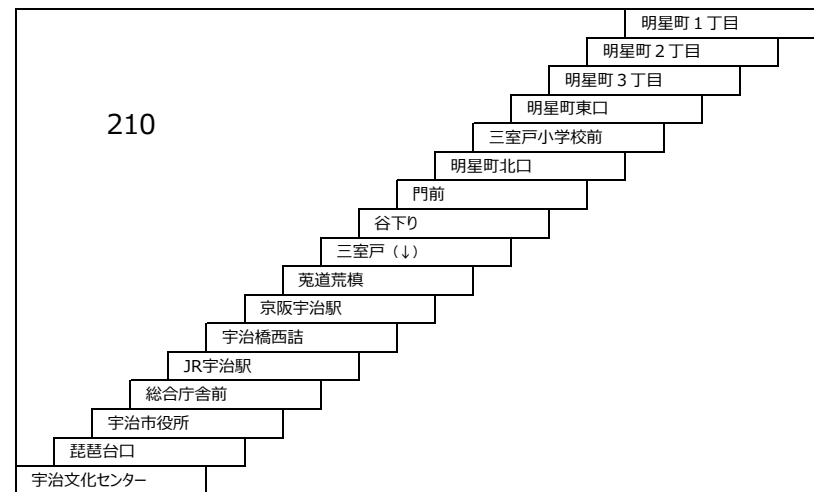 明星町１丁目
明星町２丁目
明星町３丁目
明星町東口
210
三室戸小学校前
明星町北口
門前
谷下り
三室戸（↓）
莵道荒槙
京阪宇治駅
宇治橋西詰
JR宇治駅
総合庁舎前
宇治市役所
琵琶台口
宇治文化センター